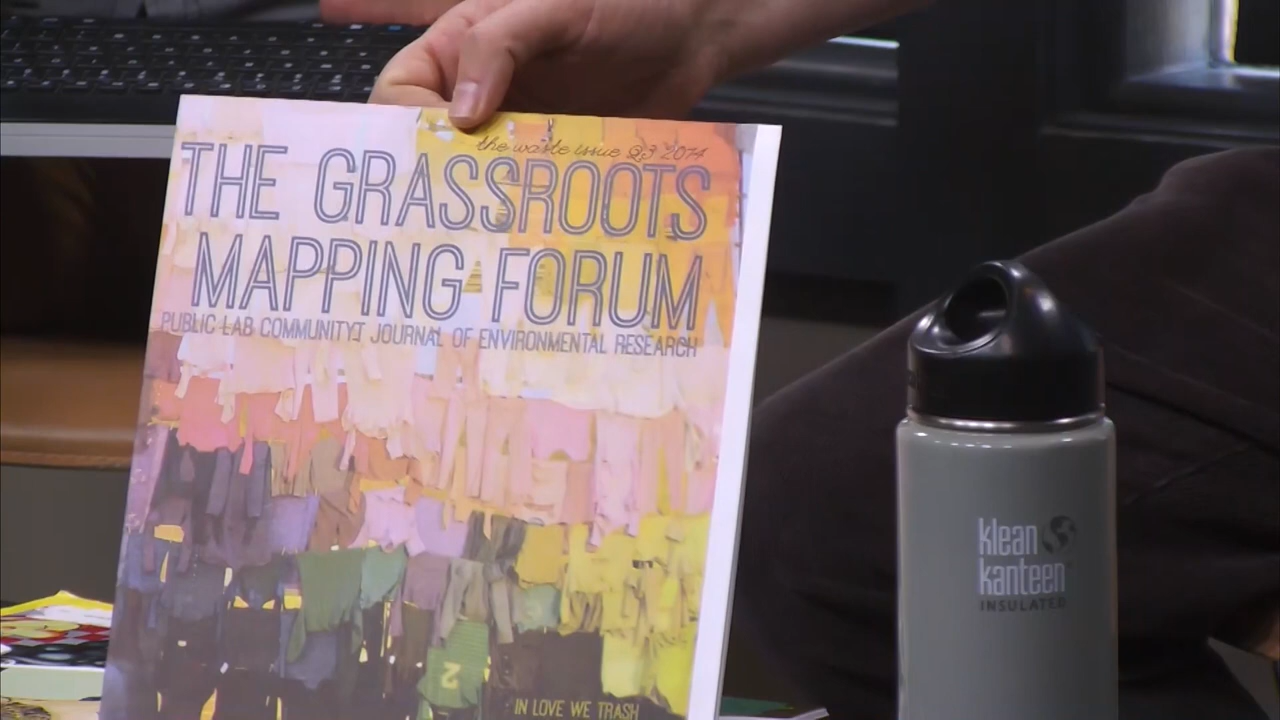 the waste issue Q3 2014
THE GRASSROOTS
MAPPING FORUM
PUBLIC LAB COMMUNITY'S JOURNAL OF ENVIRONMENTAL RESEARCH
2
IN LOVE WE TRASH
klean
kanteen
INSULATED